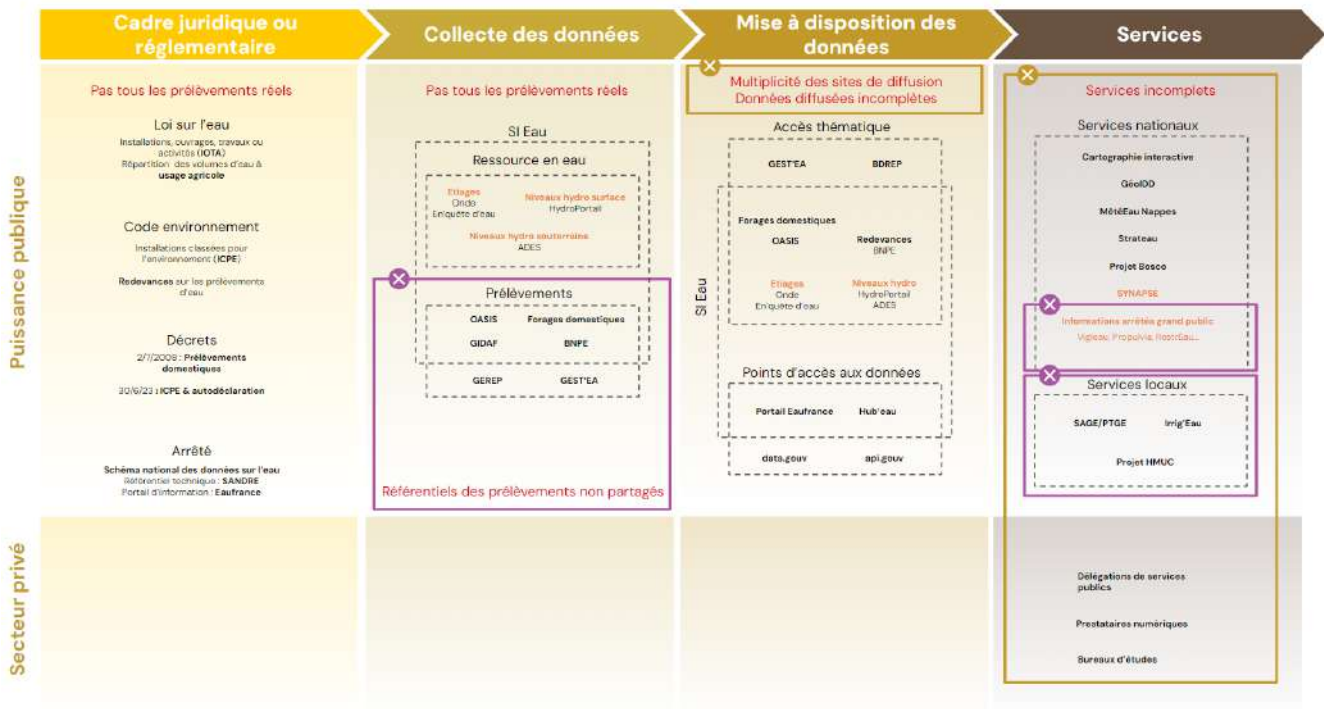 Cadre juridique ou
réglementaire
Collecte des données
Mise à disposition des
données
Services
Puissance publique
Pas tous les prélèvements réels
Loi sur l'eau
Installations, ouvrages, travaux ou
activités (IOTA)
Répartition des volumes d'eau à
usage agricole
Code environnement
Installations classées pour
l'environnement (ICPE)
Redevances sur les prélèvements
d'eau
Décrets
2/7/2008 : Prélèvements
domestiques
30/6/23 : ICPE & autodéclaration
Arrêté
Schéma national des données sur l'eau
Référentiel technique : SANDRE
Portail d'information : Eaufrance
Pas tous les prélèvements réels
SI Eau
Ressource en eau
Etiages
Onde
Enquête d'eau
Niveaux hydro surface
HydroPortail
Niveaux hydro souterraine
ADES
Prélèvements
OASIS
Forages domestiques
GIDAF
BNPE
GEREP
GEST'EA
Référentiels des prélèvements non partagés
Multiplicité des sites de diffusion
Données diffusées incomplètes
Accès thématique
GEST'EA
BDREP
SI Eau
Forages domestiques
OASIS
Redevances
BNPE
Etiages
Onde
Enquête d'eau
Niveaux hydro
HydroPortail
ADES
Points d'accès aux données
Portail Eaufrance
Hub'eau
data.gouv
api.gouv
Services incomplets
Services nationaux
Cartographie interactive
GéoIDD
MétéEau Nappes
Strateau
Projet Bosco
SYNAPSE
Informations arrêtés grand public
Vigieau, Propluvia,
Services locaux
SAGE/PTGE
Irrig'Eau
Projet HMUC
Secteur privé
Délégations de services
publics
Prestataires numériques
Bureaux d'études